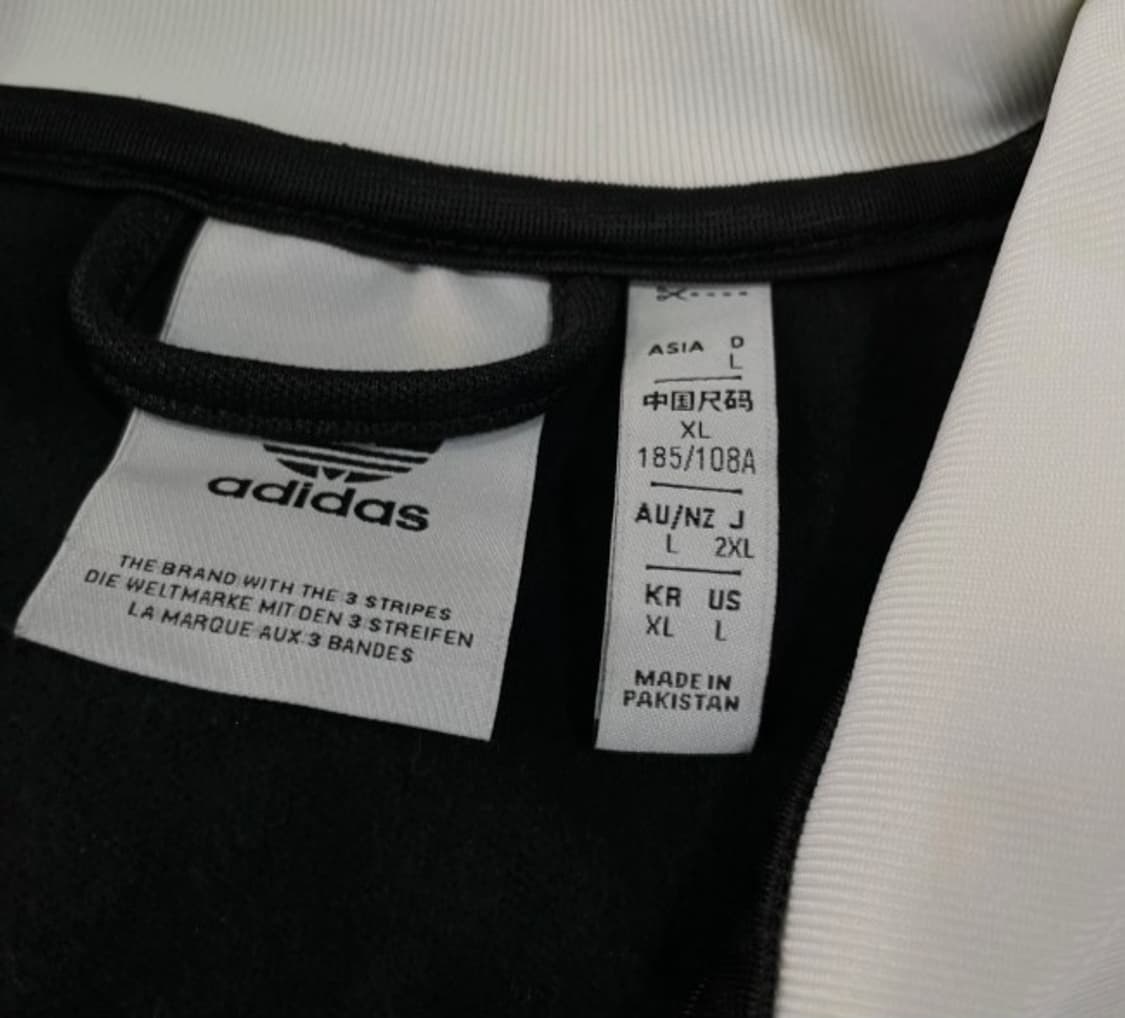 adidas
THE BRAND WITH THE 3 STRIPES
DIE WELTMARKE MIT DEN 3 STREIFEN
LA MARQUE AUX 3 BANDES
ASIA D
L
中国尺码
XL
185/108A
AU/NZ J
L 2XL
KR US
XL L
MADE IN
PAKISTAN